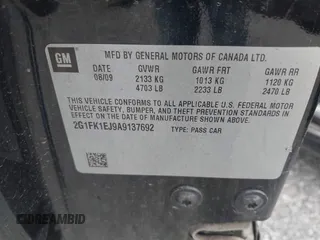 GM
MFD BY GENERAL MOTORS OF CANADA LTD.
DATE GVWR GAWR FRT GAWR RR
08/09 2133 KG 1013 KG 1120 KG
4703 LB 2233 LB 2470 LB
THIS VEHICLE CONFORMS TO ALL APPLICABLE U.S. FEDERAL
MOTOR VEHICLE SAFETY, BUMPER, AND THEFT PREVENTION
STANDARDS IN EFFECT ON THE DATE OF MANUFACTURE SHOWN ABOVE.
2G1FK1EJ9A9137692 TYPE: PASS CAR
© IDREAMBID